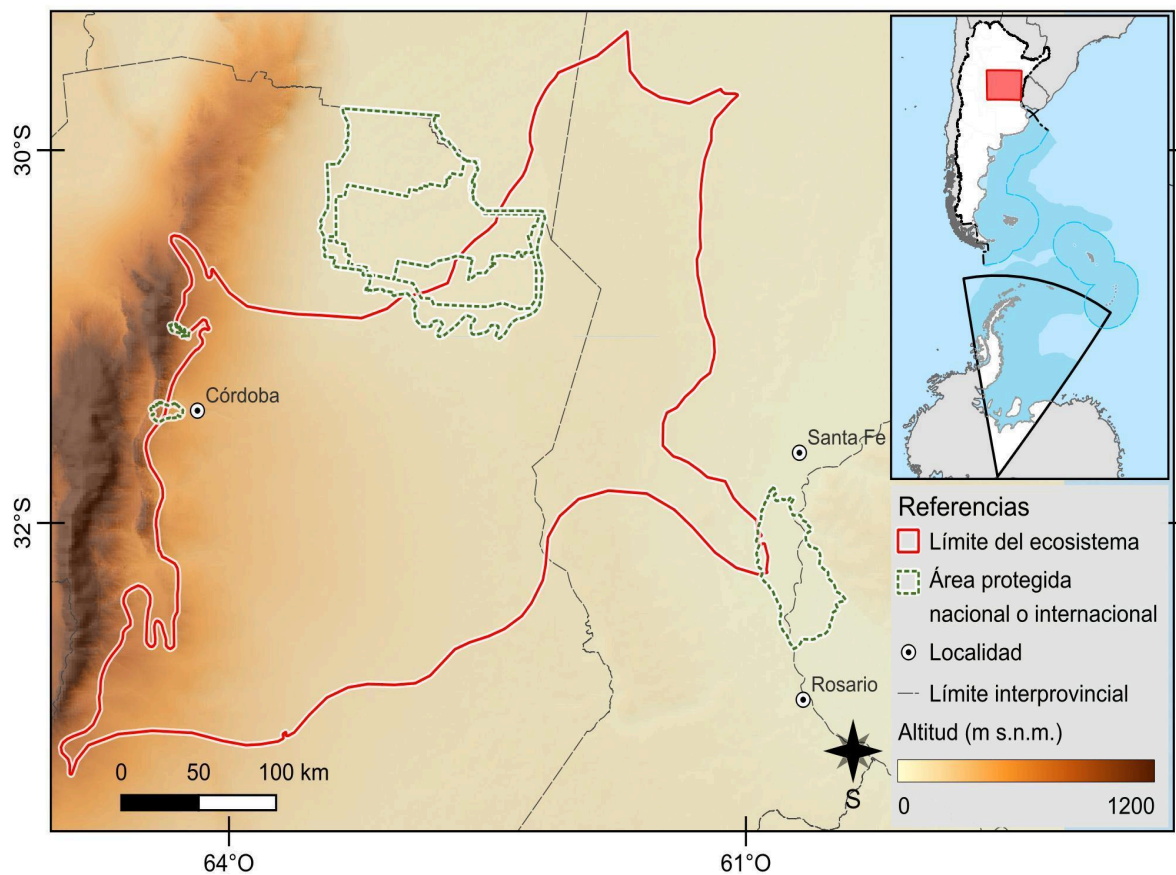 30°S
32°S
64°O
61°O
Córdoba
Santa Fe
Rosario
0 50 100 km
S
Referencias
Límite del ecosistema
Área protegida
nacional o internacional
Localidad
Límite interprovincial
Altitud (m s.n.m.)
0 1200